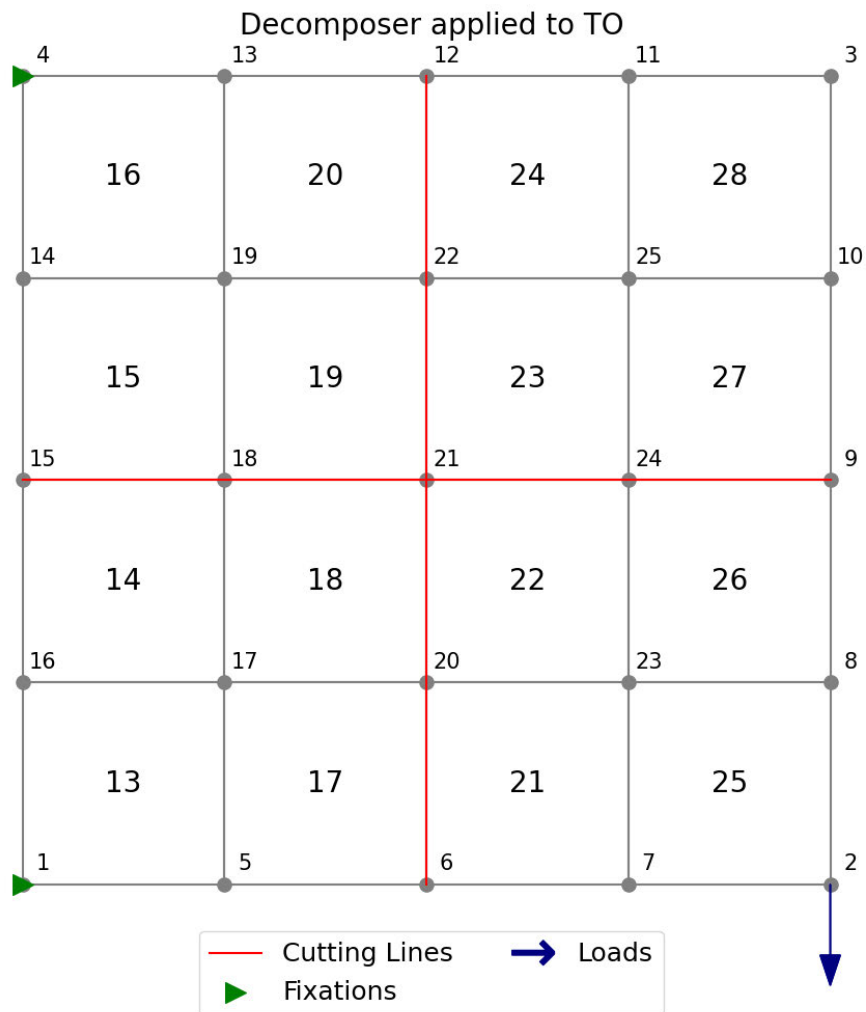 Decomposer applied to TO
4 13 12 11 3
16 20 24 28
14 19 22 25 10
15 19 23 27
15 18 21 24 9
14 18 22 26
16 17 20 23 8
13 17 21 25
1 5 6 7 2
Cutting Lines Loads
Fixations